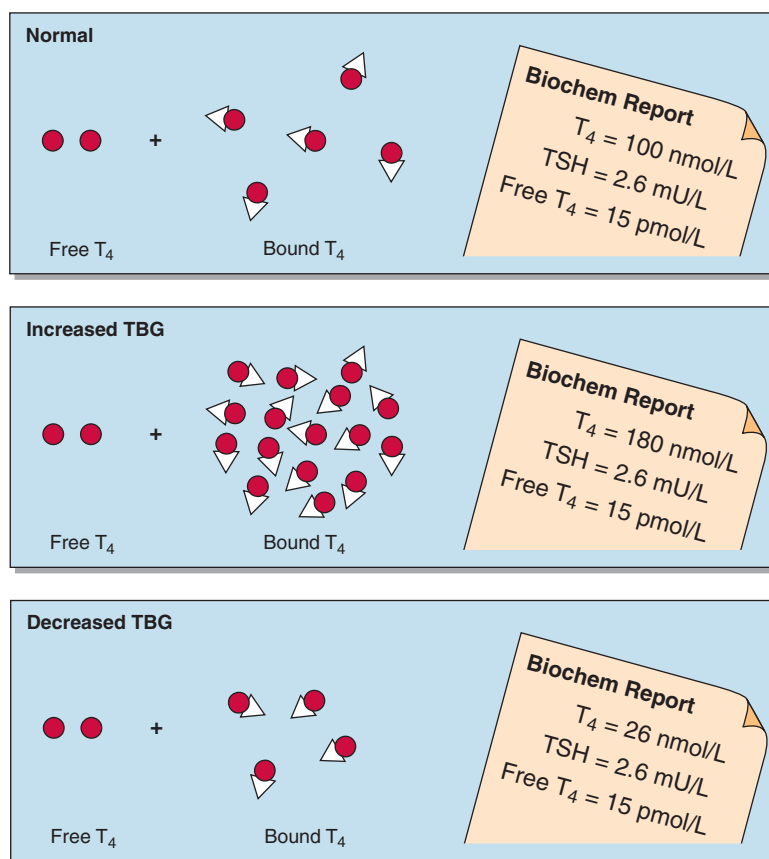 Normal
Free T₄
+
Bound T₄
Biochem Report
T₄ = 100 nmol/L
TSH = 2.6 mU/L
Free T₄ = 15 pmol/L
Increased TBG
Free T₄
+
Bound T₄
Biochem Report
T₄ = 180 nmol/L
TSH = 2.6 mU/L
Free T₄ = 15 pmol/L
Decreased TBG
Free T₄
+
Bound T₄
Biochem Report
T₄ = 26 nmol/L
TSH = 2.6 mU/L
Free T₄ = 15 pmol/L